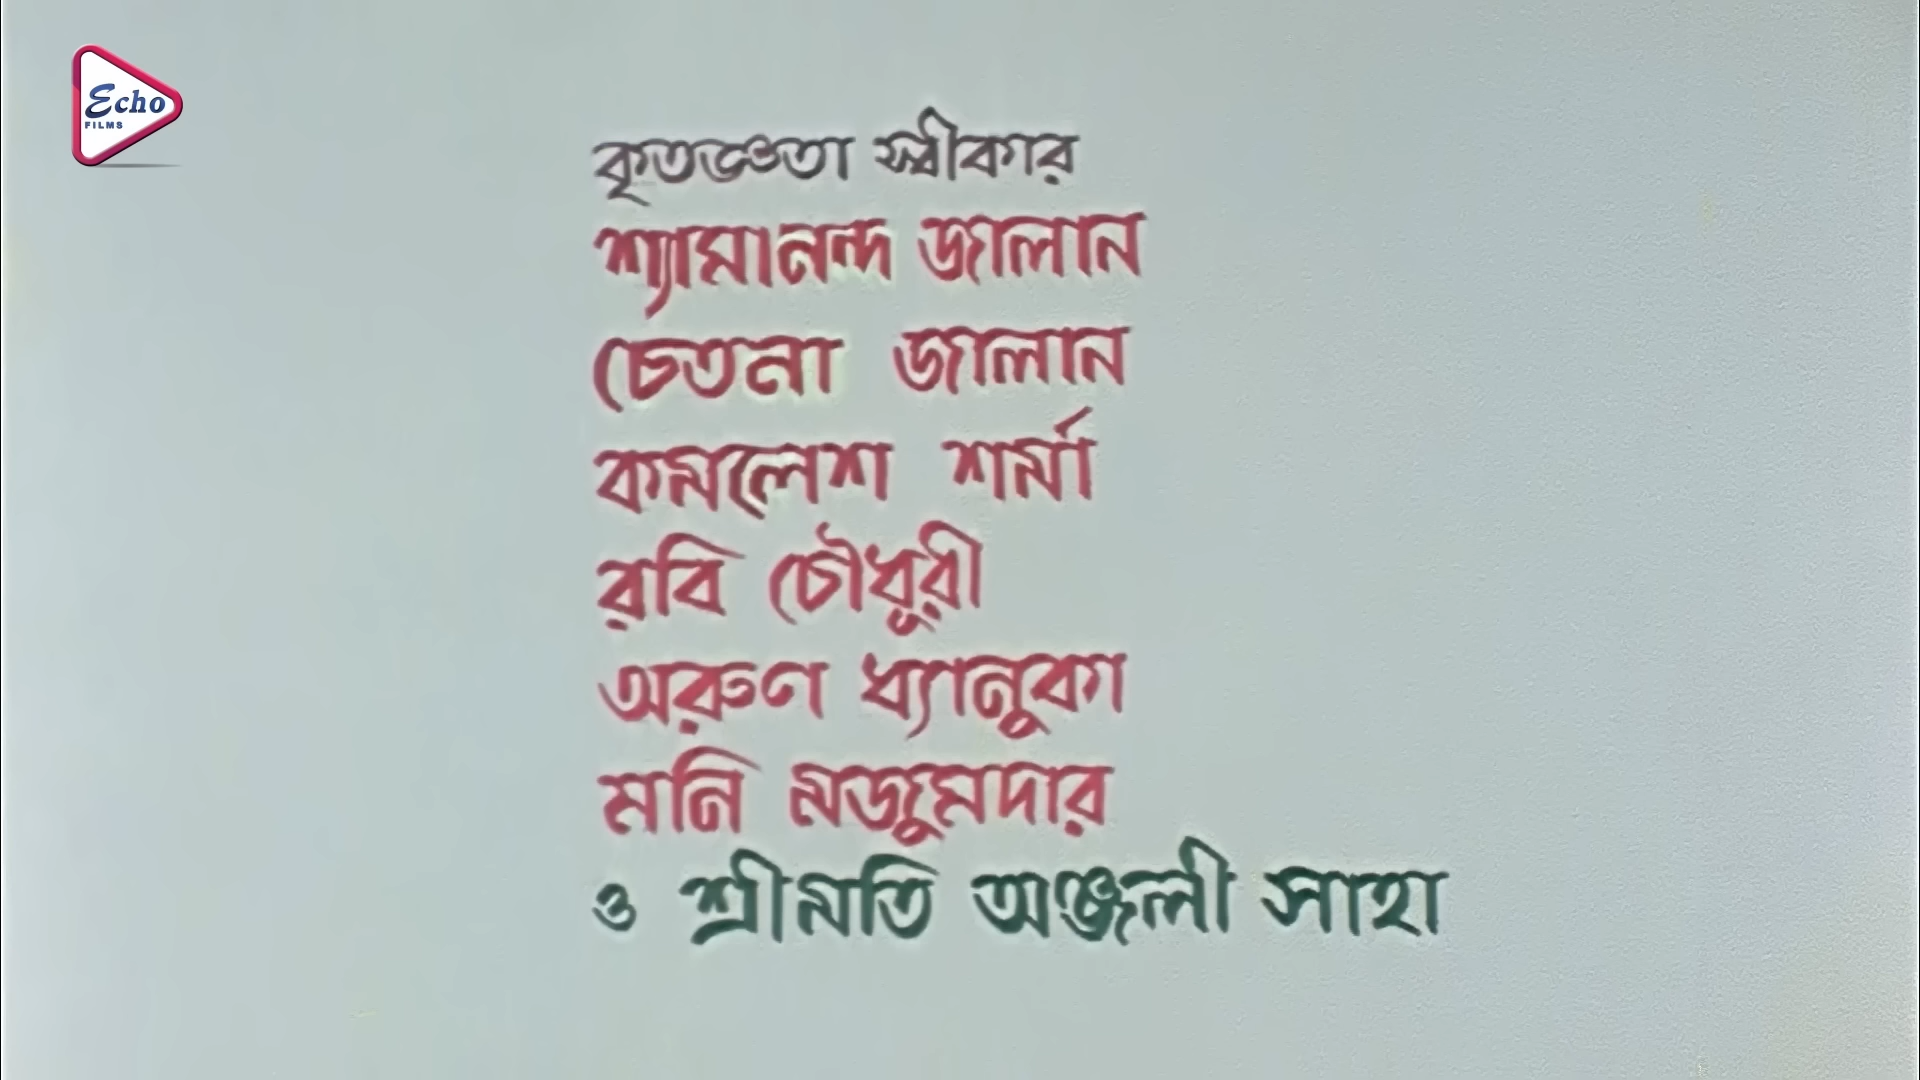 Echo
FILMS
কৃতজ্ঞতা স্বীকার
শ্যামানন্দ জালান
চেতনা জালান
কমলেশ শর্মা
রবি চৌধুরী
অরুণ ধ্যানুকা
মনি মজুমদার
ও শ্রীমতি অঞ্জলী সাহা